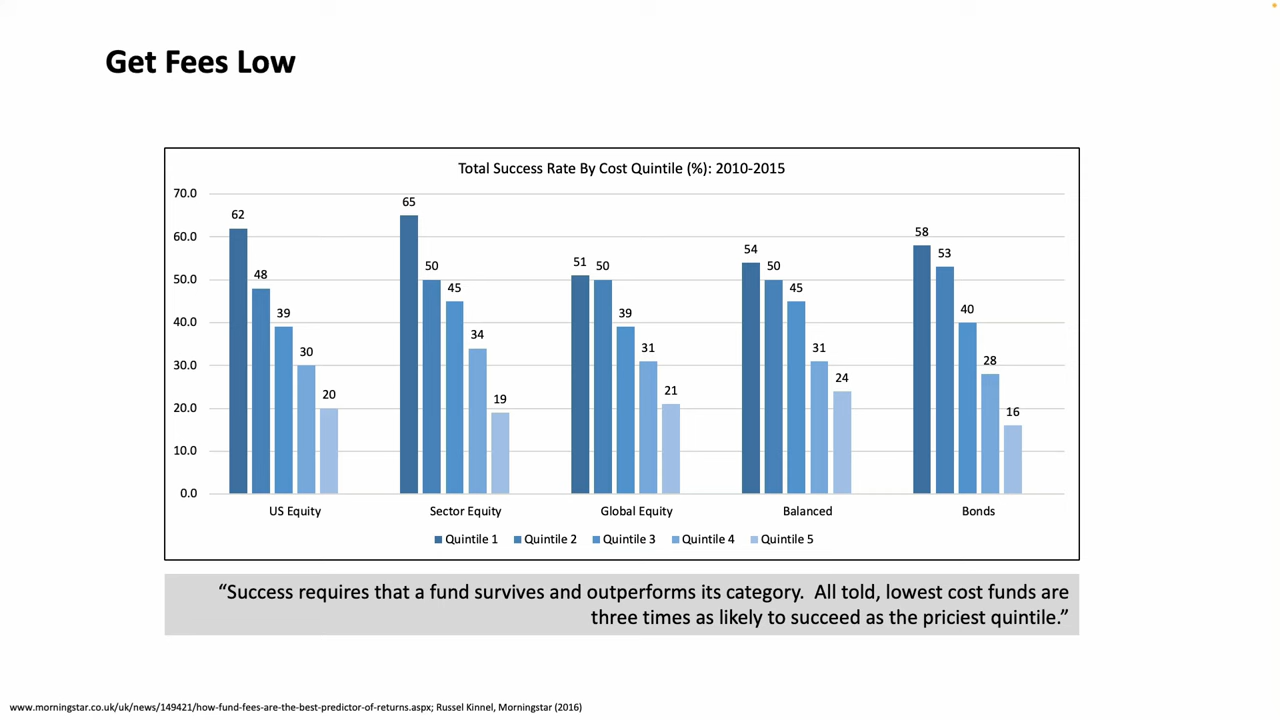 Get Fees Low
Total Success Rate By Cost Quintile (%): 2010-2015
70.0
60.0
50.0
40.0
30.0
20.0
10.0
0.0
62
48
39
30
20
65
50
45
34
19
51
50
39
31
21
54
50
45
31
24
58
53
40
28
16
US Equity
Sector Equity
Global Equity
Balanced
Bonds
Quintile 1
Quintile 2
Quintile 3
Quintile 4
Quintile 5
“Success requires that a fund survives and outperforms its category.  All told, lowest cost funds are
three times as likely to succeed as the priciest quintile.”
www.morningstar.co.uk/uk/news/149421/how-fund-fees-are-the-best-predictor-of-returns.aspx; Russel Kinnel, Morningstar (2016)